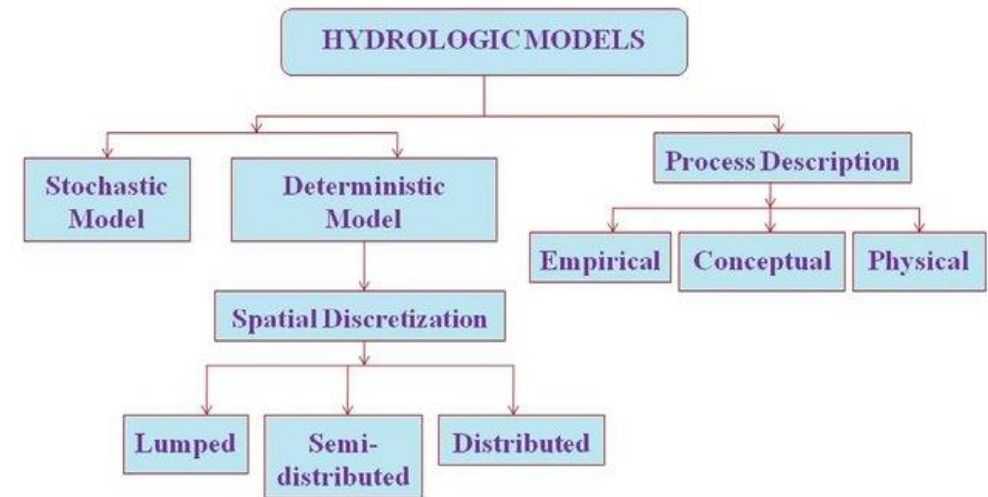 HYDROLOGIC MODELS
Stochastic
Model
Deterministic
Model
Process Description
Empirical
Conceptual
Physical
Spatial Discretization
Lumped
Semi-
distributed
Distributed